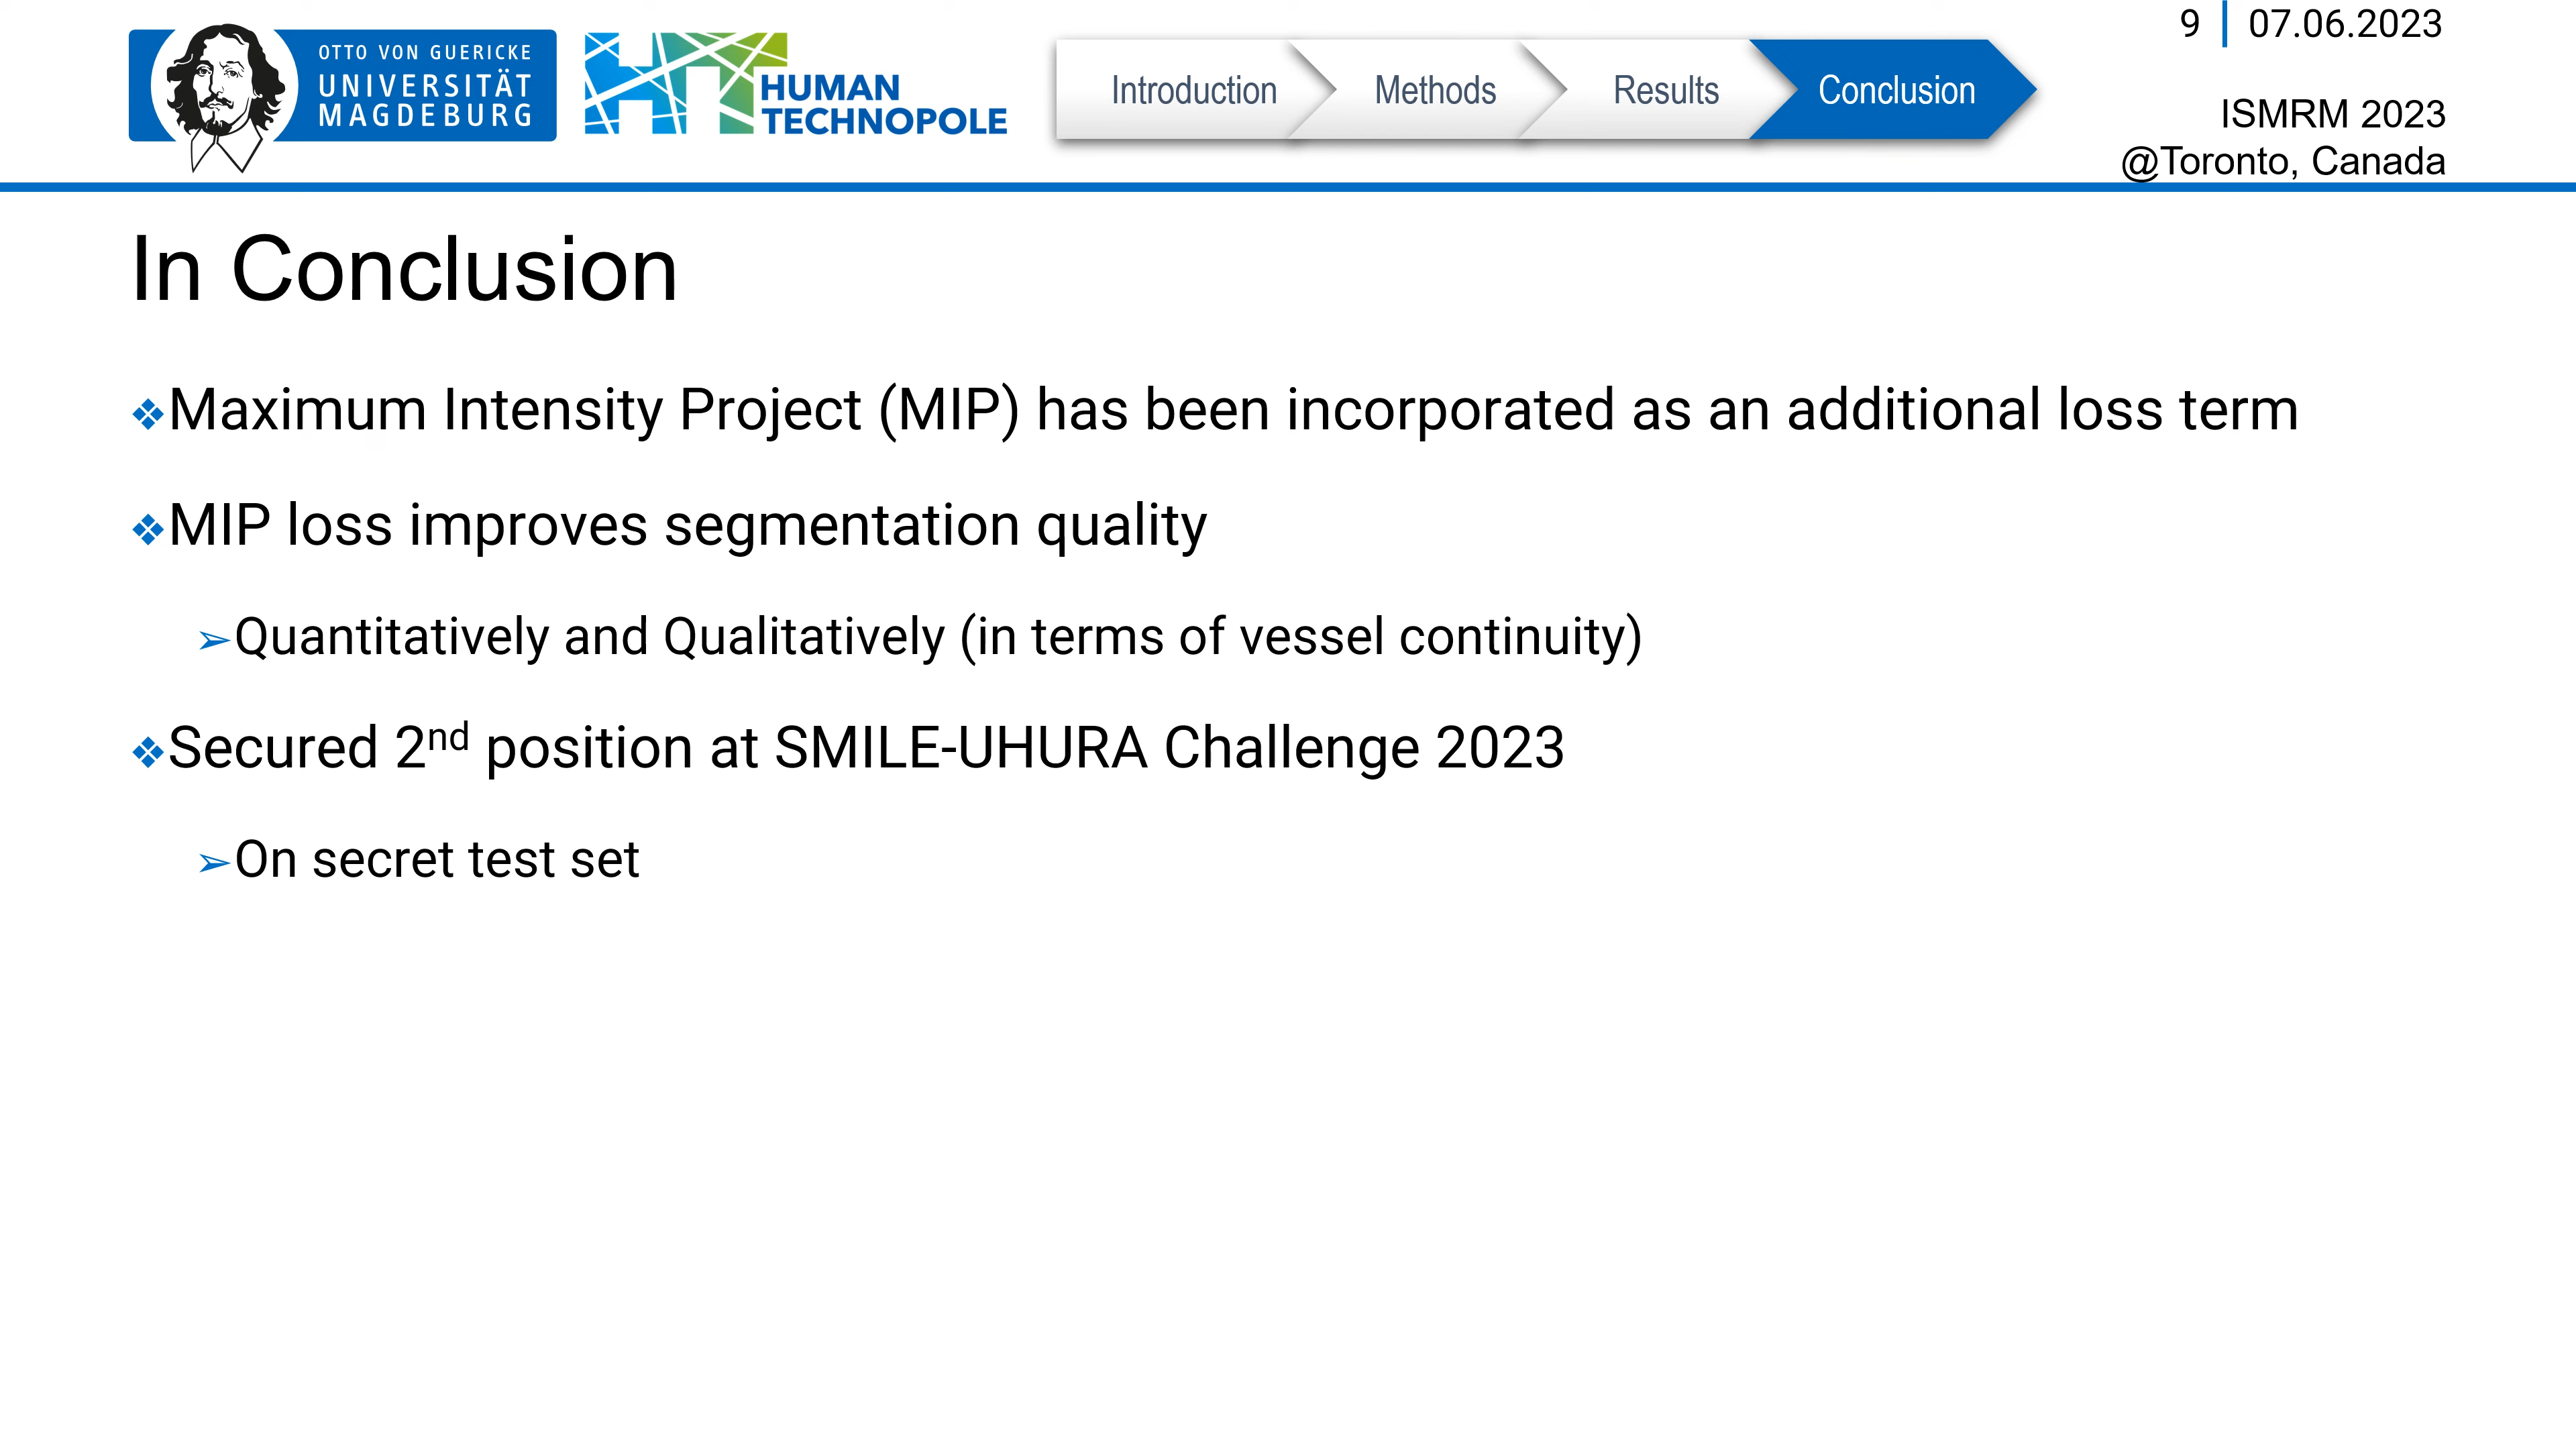 OTTO VON GUERICKE
UNIVERSITÄT
MAGDEBURG
HUMAN
TECHNOPOLE
Introduction
Methods
Results
Conclusion
9 | 07.06.2023
ISMRM 2023
@Toronto, Canada
In Conclusion
❖Maximum Intensity Project (MIP) has been incorporated as an additional loss term
❖MIP loss improves segmentation quality
➢Quantitatively and Qualitatively (in terms of vessel continuity)
❖Secured 2nd position at SMILE-UHURA Challenge 2023
➢On secret test set